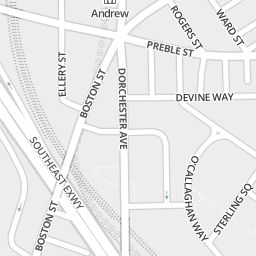 Andrew
ROGERS ST
WARD ST
PREBLE ST
ELLERY ST
BOSTON ST
DORCHESTER AVE
DEVINE WAY
SOUTHEAST EXWY
O'CALLAGHAN WAY
STERLING SQ
BOSTON ST